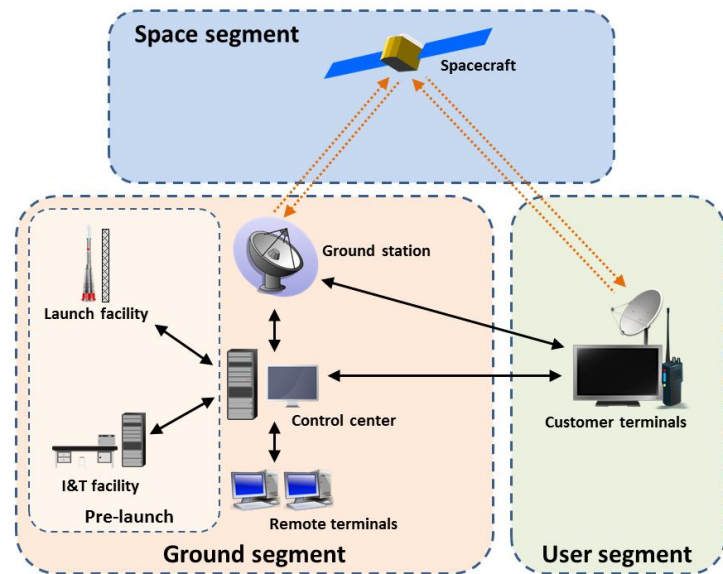 Space segment
Spacecraft
Ground station
Launch facility
Control center
Customer terminals
I&T facility
Pre-launch
Remote terminals
Ground segment
User segment